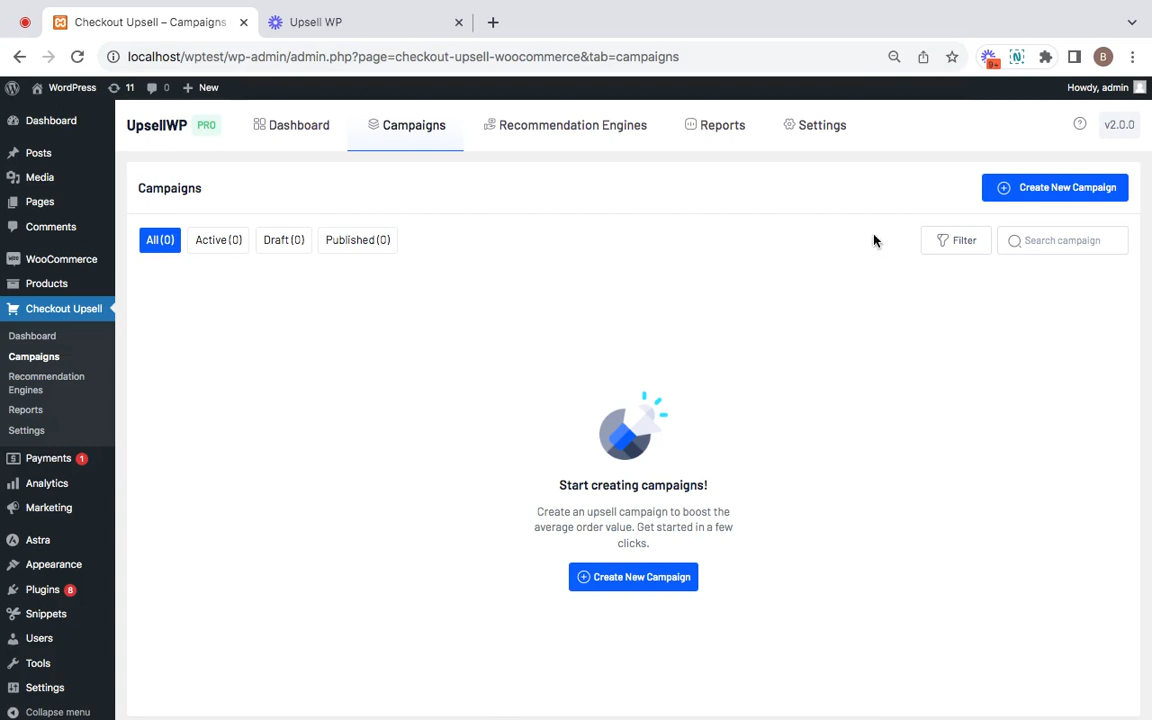 Checkout Upsell – Campaigns
Upsell WP
localhost/wptest/wp-admin/admin.php?page=checkout-upsell-woocommerce&tab=campaigns
9+
N
B
WordPress
11
0
New
Howdy, admin
Dashboard
Posts
Media
Pages
Comments
WooCommerce
Products
Checkout Upsell
Dashboard
Campaigns
Recommendation
Engines
Reports
Settings
Payments 1
Analytics
Marketing
Astra
Appearance
Plugins 8
Snippets
Users
Tools
Settings
Collapse menu
UpsellWP PRO
Dashboard
Campaigns
Recommendation Engines
Reports
Settings
v2.0.0
Campaigns
Create New Campaign
All (0)
Active (0)
Draft (0)
Published (0)
Filter
Search campaign
Start creating campaigns!
Create an upsell campaign to boost the
average order value. Get started in a few
clicks.
Create New Campaign